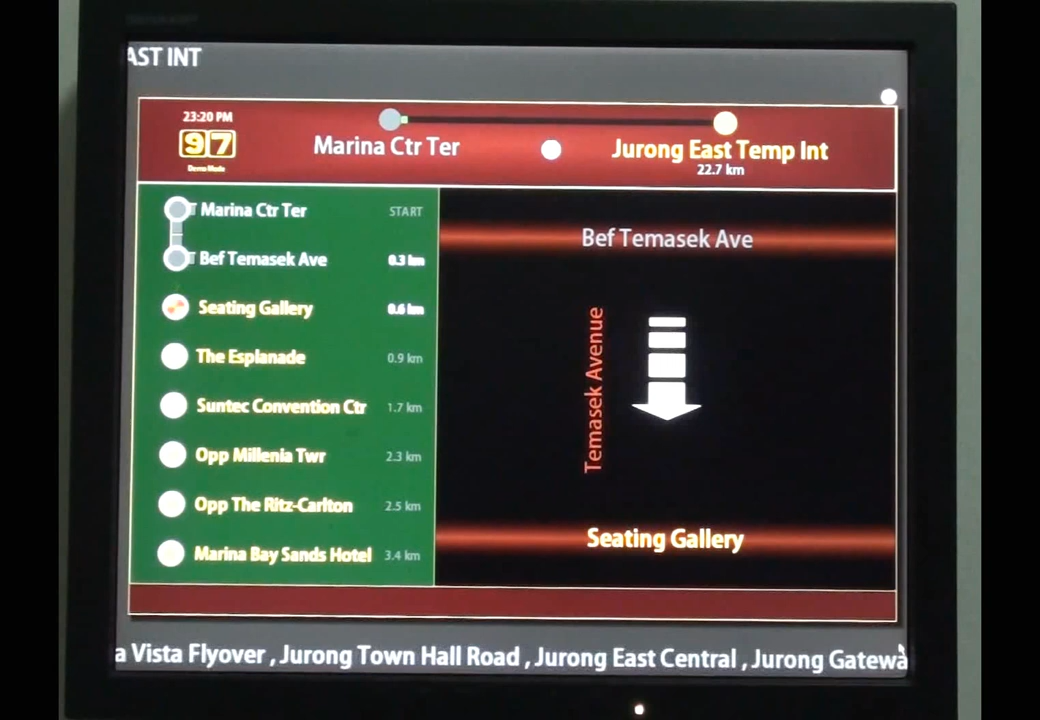 AST INT
23:20 PM
97
Demo Mode
Marina Ctr Ter
Jurong East Temp Int
22.7 km
T Marina Ctr Ter START
T Bef Temasek Ave 0.3 km
Seating Gallery 0.6 km
The Esplanade 0.9 km
Suntec Convention Ctr 1.7 km
Opp Millenia Twr 2.3 km
Opp The Ritz-Carlton 2.5 km
Marina Bay Sands Hotel 3.4 km
Bef Temasek Ave
Temasek Avenue
Seating Gallery
a Vista Flyover , Jurong Town Hall Road , Jurong East Central , Jurong Gatewa